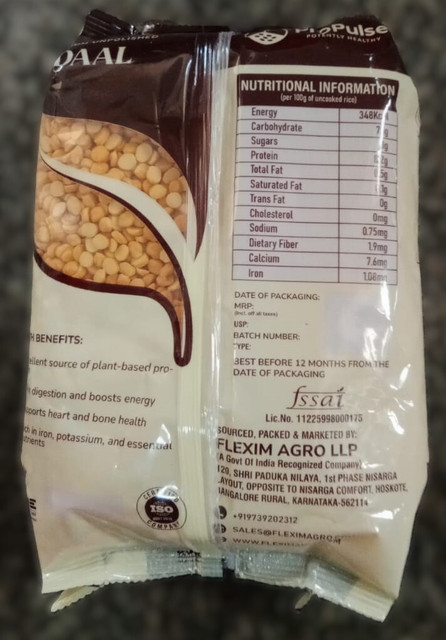 UNPOLISHED
DAAL
ProPulse
POTENTLY HEALTHY
NUTRITIONAL INFORMATION
(per 100g of uncooked rice)
Energy 348Kcal
Carbohydrate
Sugars
Protein
Total Fat
Saturated Fat
Trans Fat 0g
Cholesterol 0mg
Sodium 0.75mg
Dietary Fiber 1.9mg
Calcium 7.6mg
Iron 1.08mg
DATE OF PACKAGING:
MRP:
(Incl. off all taxes)
USP:
BATCH NUMBER:
TYPE:
BEST BEFORE 12 MONTHS FROM THE
DATE OF PACKAGING
fssai
Lic.No. 11225998000175
SOURCED, PACKED & MARKETED BY:
FLEXIM AGRO LLP
(A Govt Of India Recognized Company)
120, SHRI PADUKA NILAYA, 1st PHASE NISARGA
LAYOUT, OPPOSITE TO NISARGA COMFORT, HOSKOTE,
BANGALORE RURAL, KARNATAKA-562114
+919739202312
SALES@FLEXIMAGRO
TH BENEFITS:
ellent source of plant-based pro-
digestion and boosts energy
ports heart and bone health
ch in iron, potassium, and essential
utrients
CERTIFIED
ISO
COMPANY